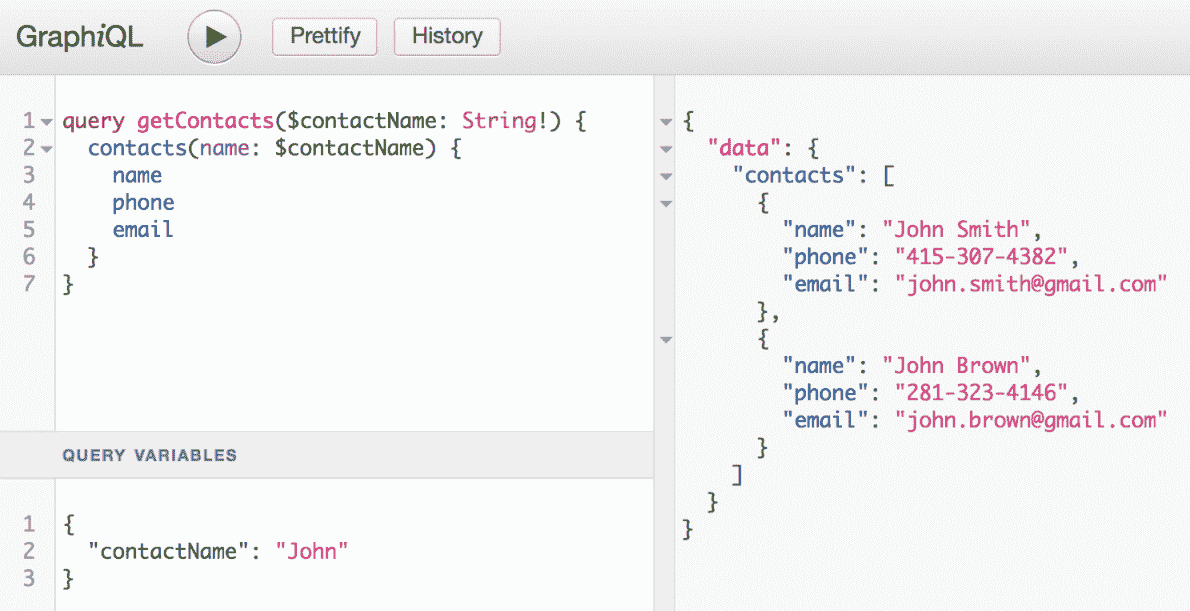 GraphiQL
Prettify
History
1 query getContacts($contactName: String!) {
2   contacts(name: $contactName) {
3     name
4     phone
5     email
6   }
7 }
QUERY VARIABLES
1 {
2   "contactName": "John"
3 }
{
  "data": {
    "contacts": [
      {
        "name": "John Smith",
        "phone": "415-307-4382",
        "email": "john.smith@gmail.com"
      },
      {
        "name": "John Brown",
        "phone": "281-323-4146",
        "email": "john.brown@gmail.com"
      }
    ]
  }
}